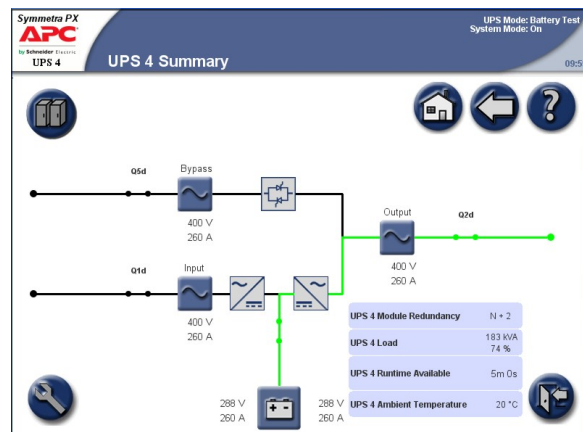 Symmetra PX
APC
by Schneider Electric
UPS 4
UPS 4 Summary
UPS Mode: Battery Test
System Mode: On
09:5
Q5d
Bypass
400 V
260 A
Output
Q2d
400 V
260 A
Q1d
Input
400 V
260 A
UPS 4 Module Redundancy N + 2
UPS 4 Load 183 kVA
74 %
UPS 4 Runtime Available 5m 0s
UPS 4 Ambient Temperature 20 °C
288 V
260 A
288 V
260 A